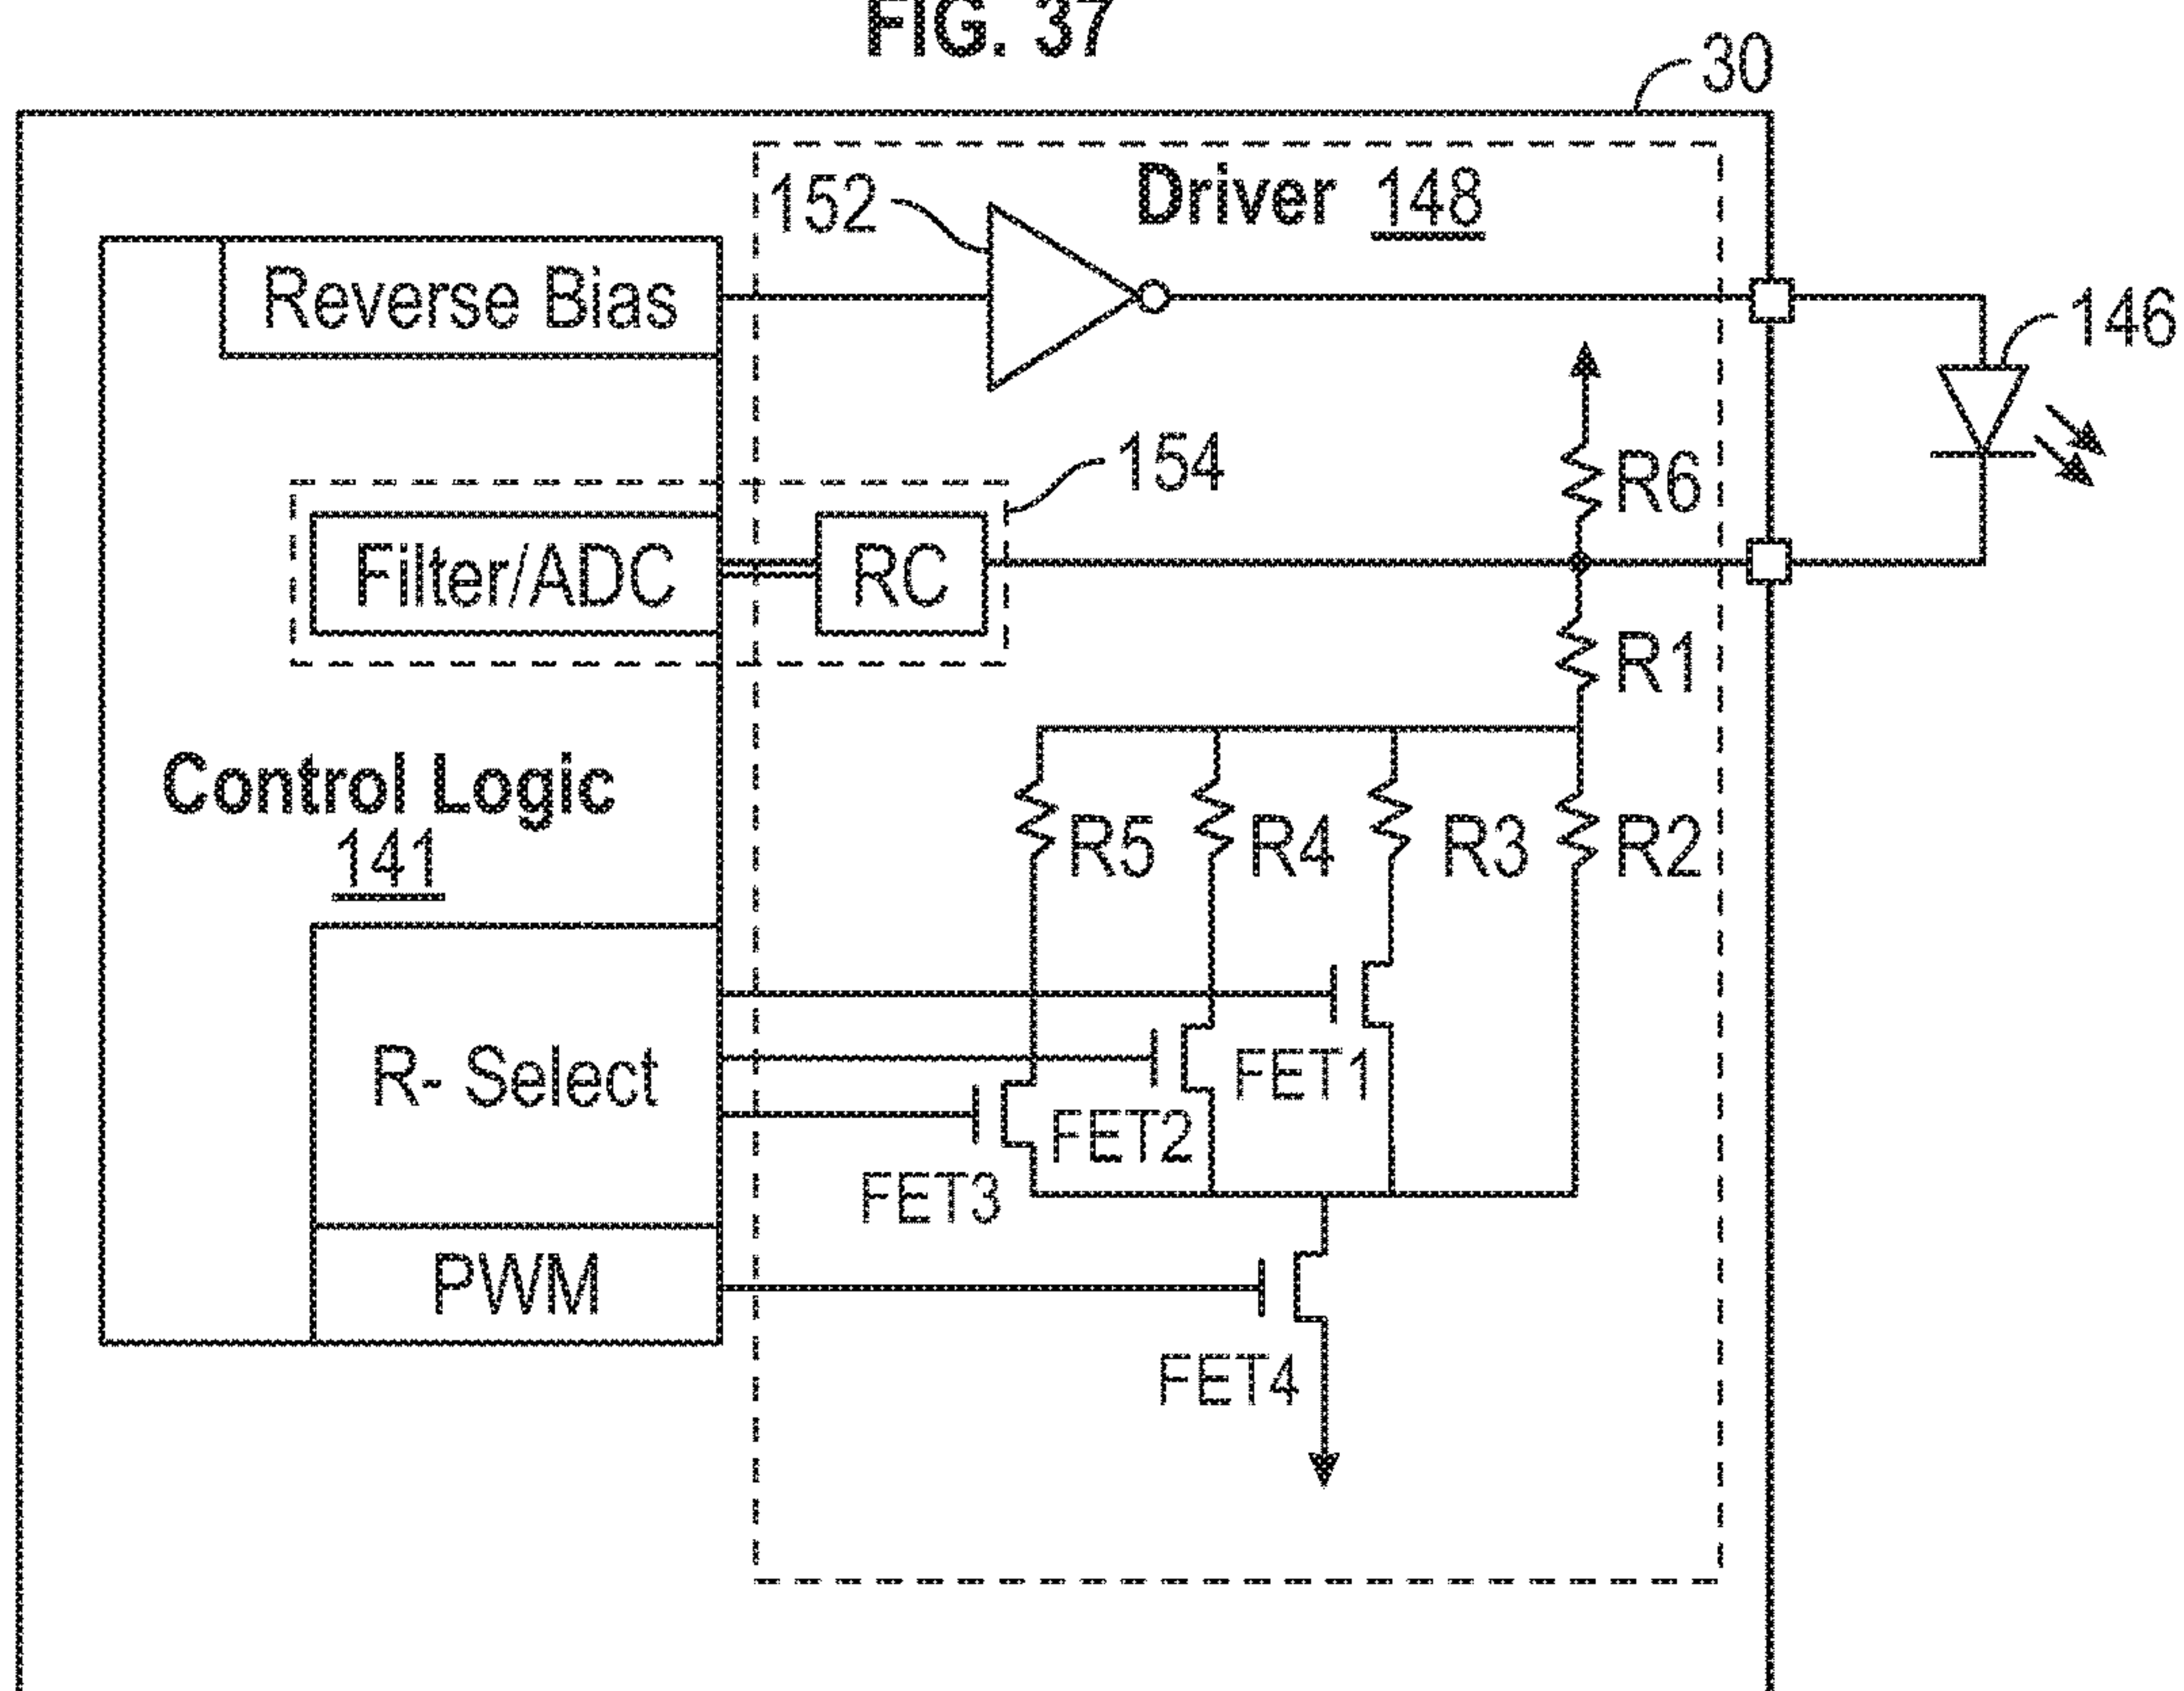 FIG. 37
30
Driver 148
152
Reverse Bias
146
154
R6
Filter/ADC
RC
R1
Control Logic
141
R5
R4
R3
R2
R- Select
FET1
FET2
FET3
PWM
FET4